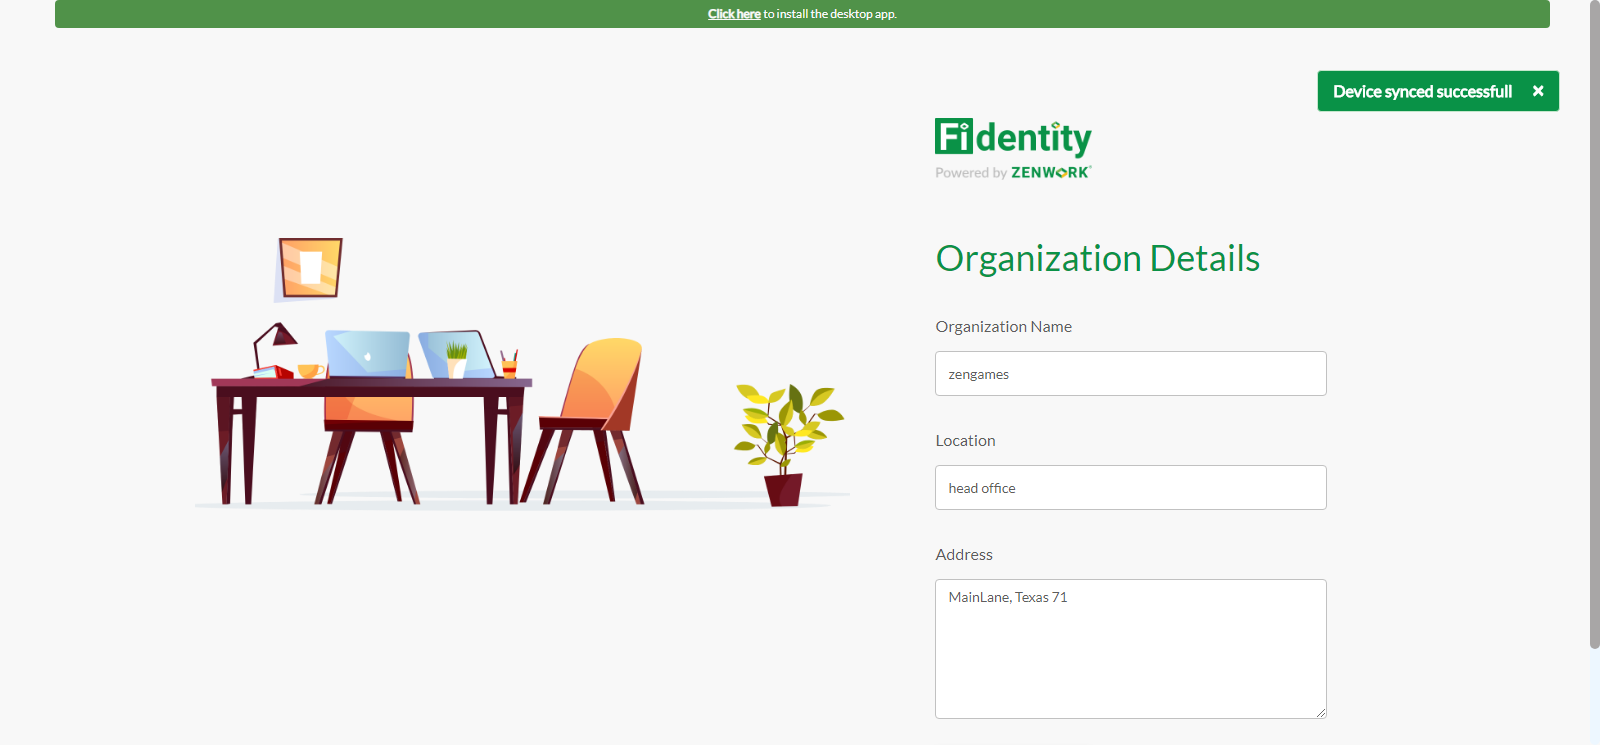 Click here to install the desktop app.
Device synced successfull
Fidentity
Powered by ZENWORK
Organization Details
Organization Name
zengames
Location
head office
Address
MainLane, Texas 71